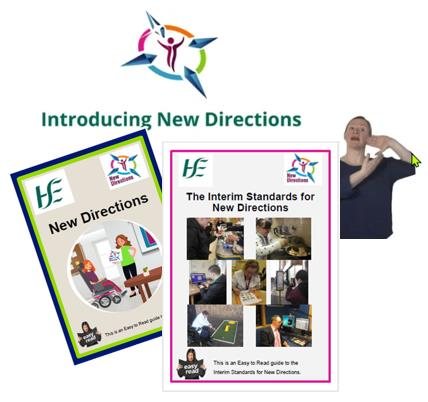 Introducing New Directions
HSE
New
Directions
New Directions
easy
read
This is an Easy to Read guide to
HSE
New
Directions
The Interim Standards for
New Directions
easy
read
This is an Easy to Read guide to the
Interim Standards for New Directions.